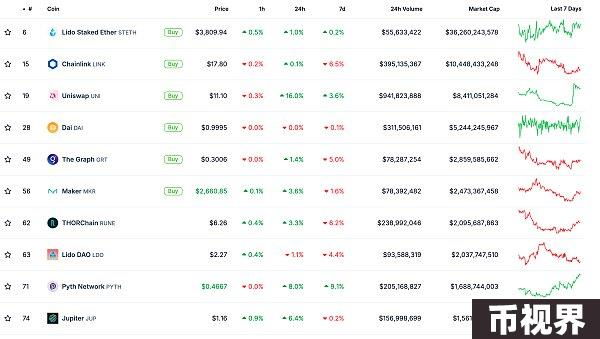 # Coin Price 1h 24h 7d 24h Volume Market Cap Last 7 Days
6 Lido Staked Ether STETH Buy $3,809.94 0.5% 1.0% 0.2% $55,633,422 $36,260,243,578
15 Chainlink LINK Buy $17.80 0.2% 0.1% 6.5% $395,135,367 $10,448,433,248
19 Uniswap UNI Buy $11.10 0.3% 16.0% 3.6% $941,623,888 $8,411,051,284
28 Dai DAI Buy $0.9995 0.0% 0.0% 0.1% $311,506,161 $5,244,245,967
49 The Graph GRT Buy $0.3006 0.0% 1.4% 5.0% $78,287,254 $2,859,585,662
56 Maker MKR Buy $2,660.85 0.1% 3.6% 1.6% $78,392,482 $2,473,367,458
62 THORChain RUNE $6.26 0.4% 3.3% 6.2% $238,992,046 $2,095,687,663
63 Lido DAO LDO $2.27 0.4% 1.1% 4.4% $93,588,319 $2,037,747,510
71 Pyth Network PYTH $0.4667 0.0% 8.0% 9.1% $205,168,827 $1,688,744,003
74 Jupiter JUP $1.16 0.9% 6.4% 0.2% $156,998,699 $1,561
币视界